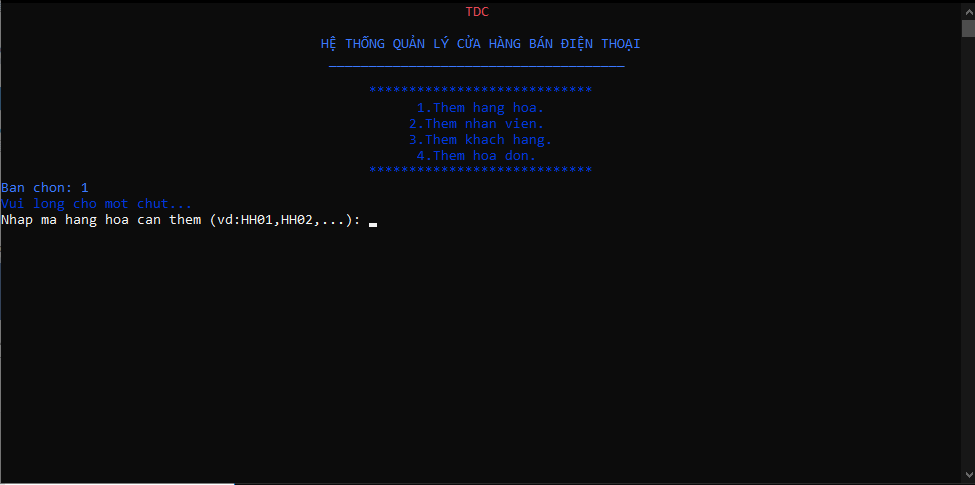 TDC
HỆ THỐNG QUẢN LÝ CỬA HÀNG BÁN ĐIỆN THOẠI
_____________________________________
****************************
1.Them hang hoa.
2.Them nhan vien.
3.Them khach hang.
4.Them hoa don.
****************************
Ban chon: 1
Vui long cho mot chut...
Nhap ma hang hoa can them (vd:HH01,HH02,...):